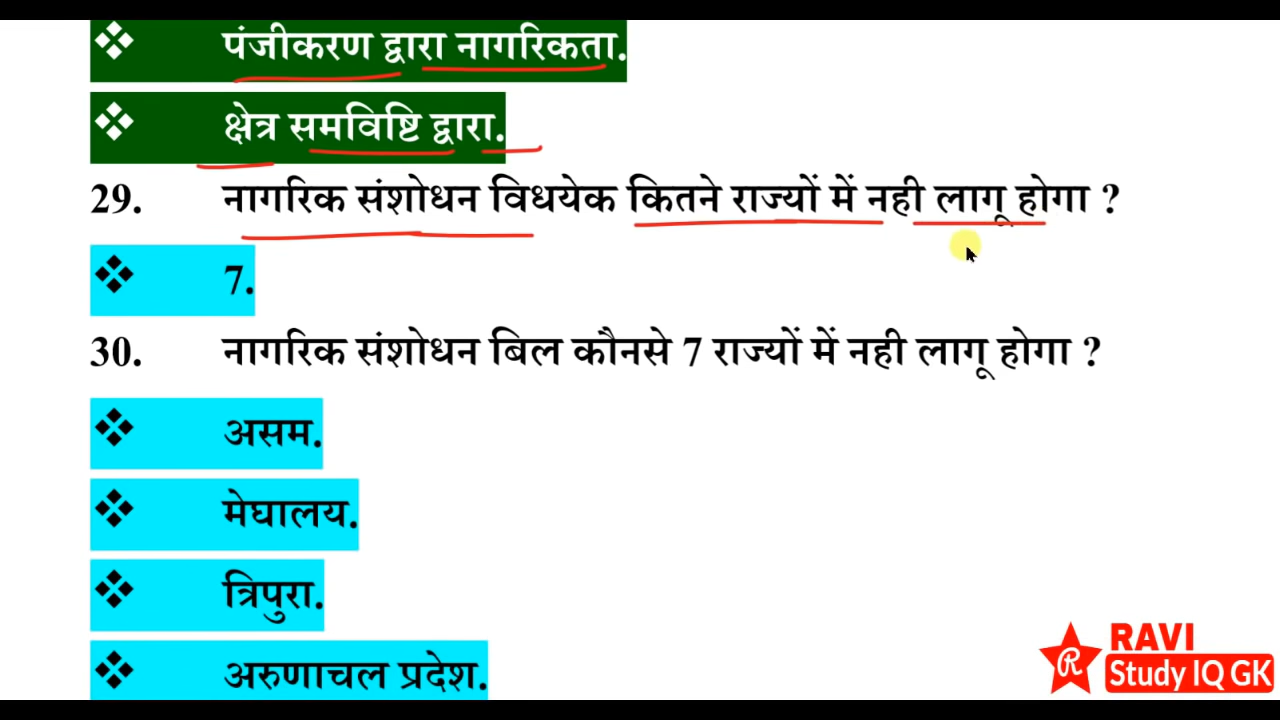 ❖ पंजीकरण द्वारा नागरिकता.
❖ क्षेत्र समविष्टि द्वारा.
29. नागरिक संशोधन विधयेक कितने राज्यों में नही लागू होगा ?
❖ 7.
30. नागरिक संशोधन बिल कौनसे 7 राज्यों में नही लागू होगा ?
❖ असम.
❖ मेघालय.
❖ त्रिपुरा.
❖ अरुणाचल प्रदेश.
R RAVI
Study IQ GK